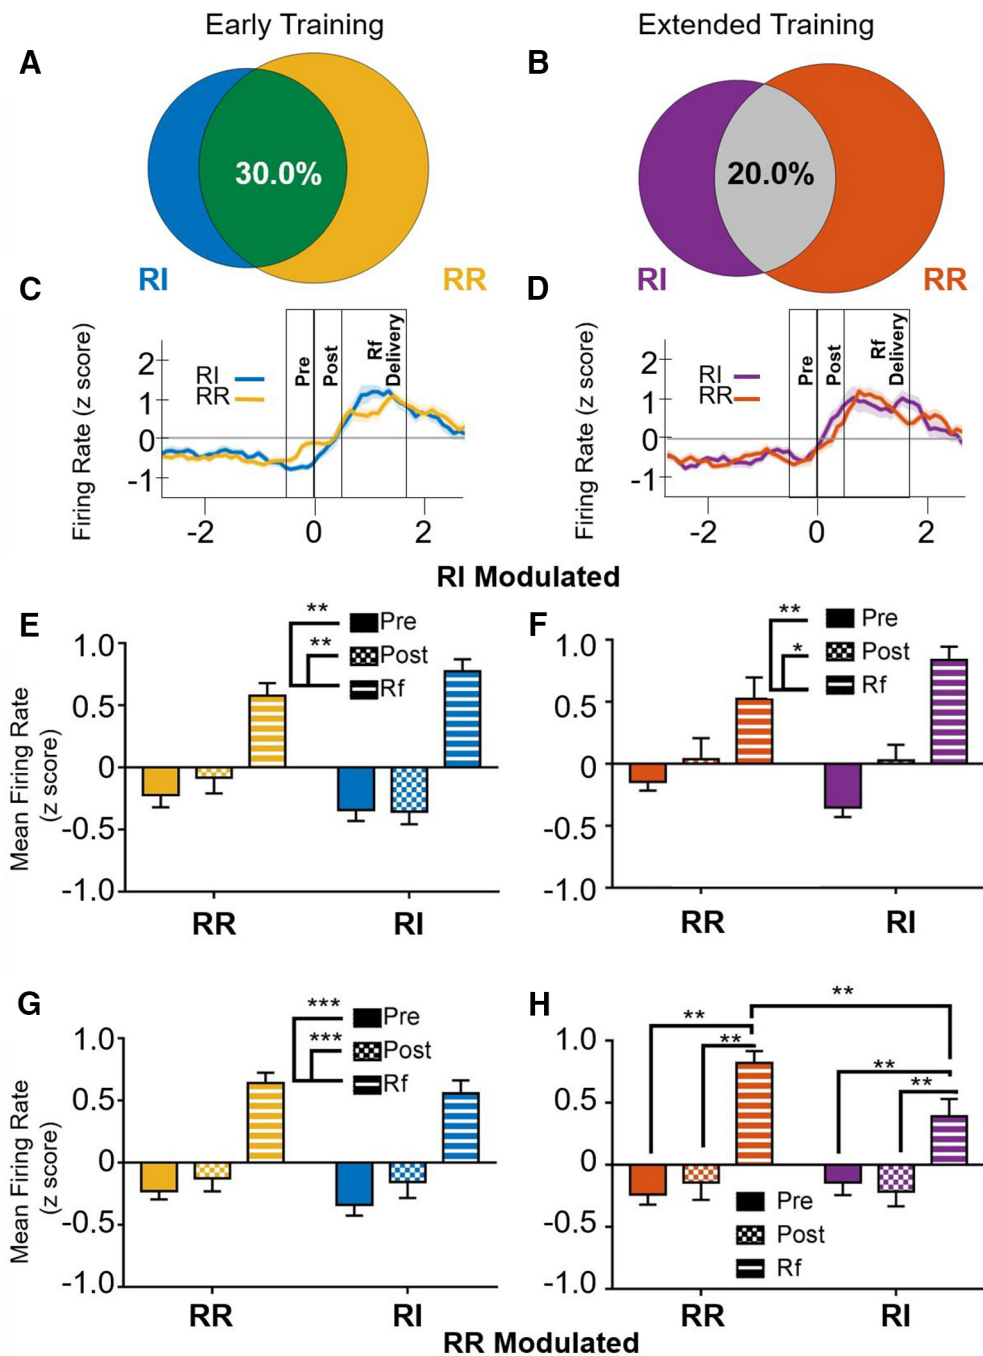 Early Training
Extended Training
A
B
30.0%
20.0%
RI
RR
RI
RR
C
D
Firing Rate (z score)
2
1
0
-1
RI
RR
Pre
Post
Rf
Delivery
-2
0
2
Firing Rate (z score)
2
1
0
-1
RI
RR
Pre
Post
Rf
Delivery
-2
0
2
RI Modulated
E
F
Mean Firing Rate
(z score)
1.0
0.5
0
-0.5
-1.0
**
**
Pre
Post
Rf
RR
RI
1.0
0.5
0
-0.5
-1.0
**
*
Pre
Post
Rf
RR
RI
G
H
Mean Firing Rate
(z score)
1.0
0.5
0
-0.5
-1.0
***
***
Pre
Post
Rf
RR
RI
1.0
0.5
0
-0.5
-1.0
**
**
**
**
**
Pre
Post
Rf
RR
RI
RR Modulated